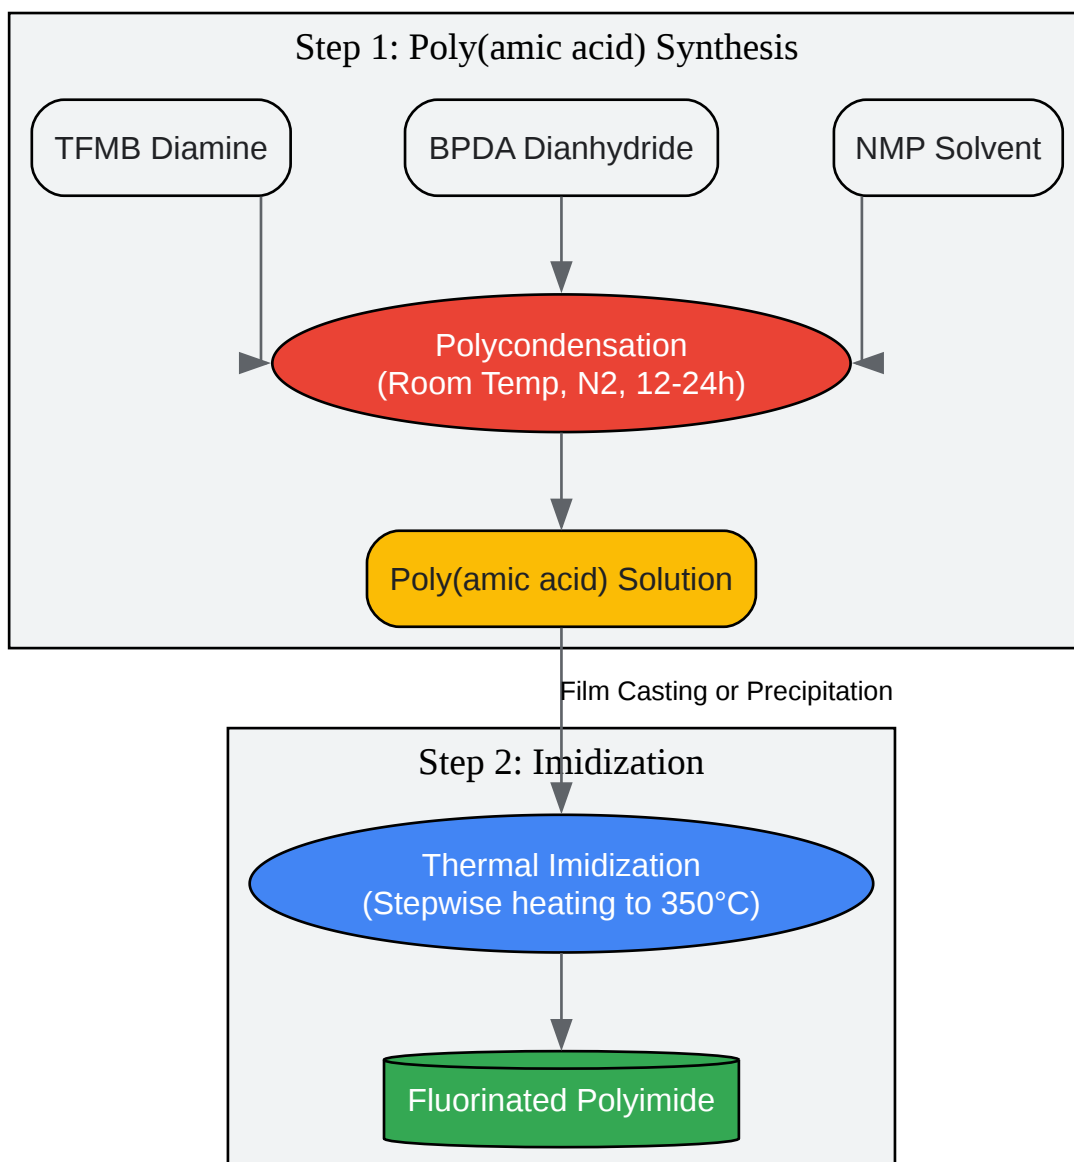 Step 1: Poly(amic acid) Synthesis
TFMB Diamine
BPDA Dianhydride
NMP Solvent
Polycondensation
(Room Temp, N2, 12-24h)
Poly(amic acid) Solution
Film Casting or Precipitation
Step 2: Imidization
Thermal Imidization
(Stepwise heating to 350°C)
Fluorinated Polyimide